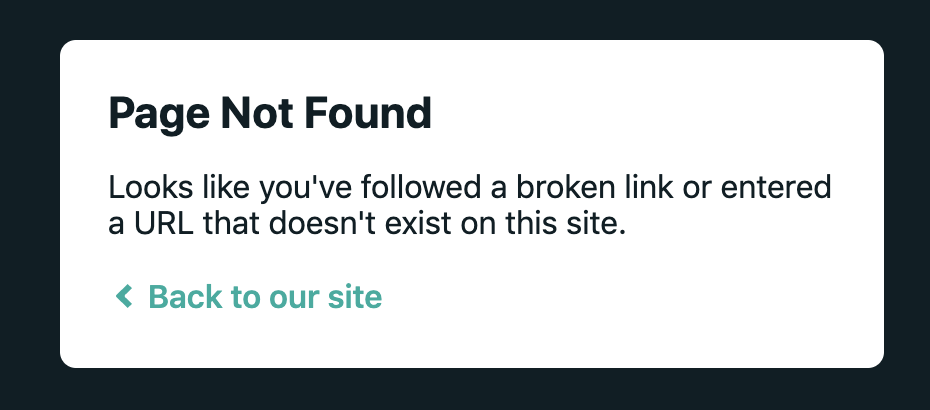 Page Not Found
Looks like you've followed a broken link or entered
a URL that doesn't exist on this site.
Back to our site